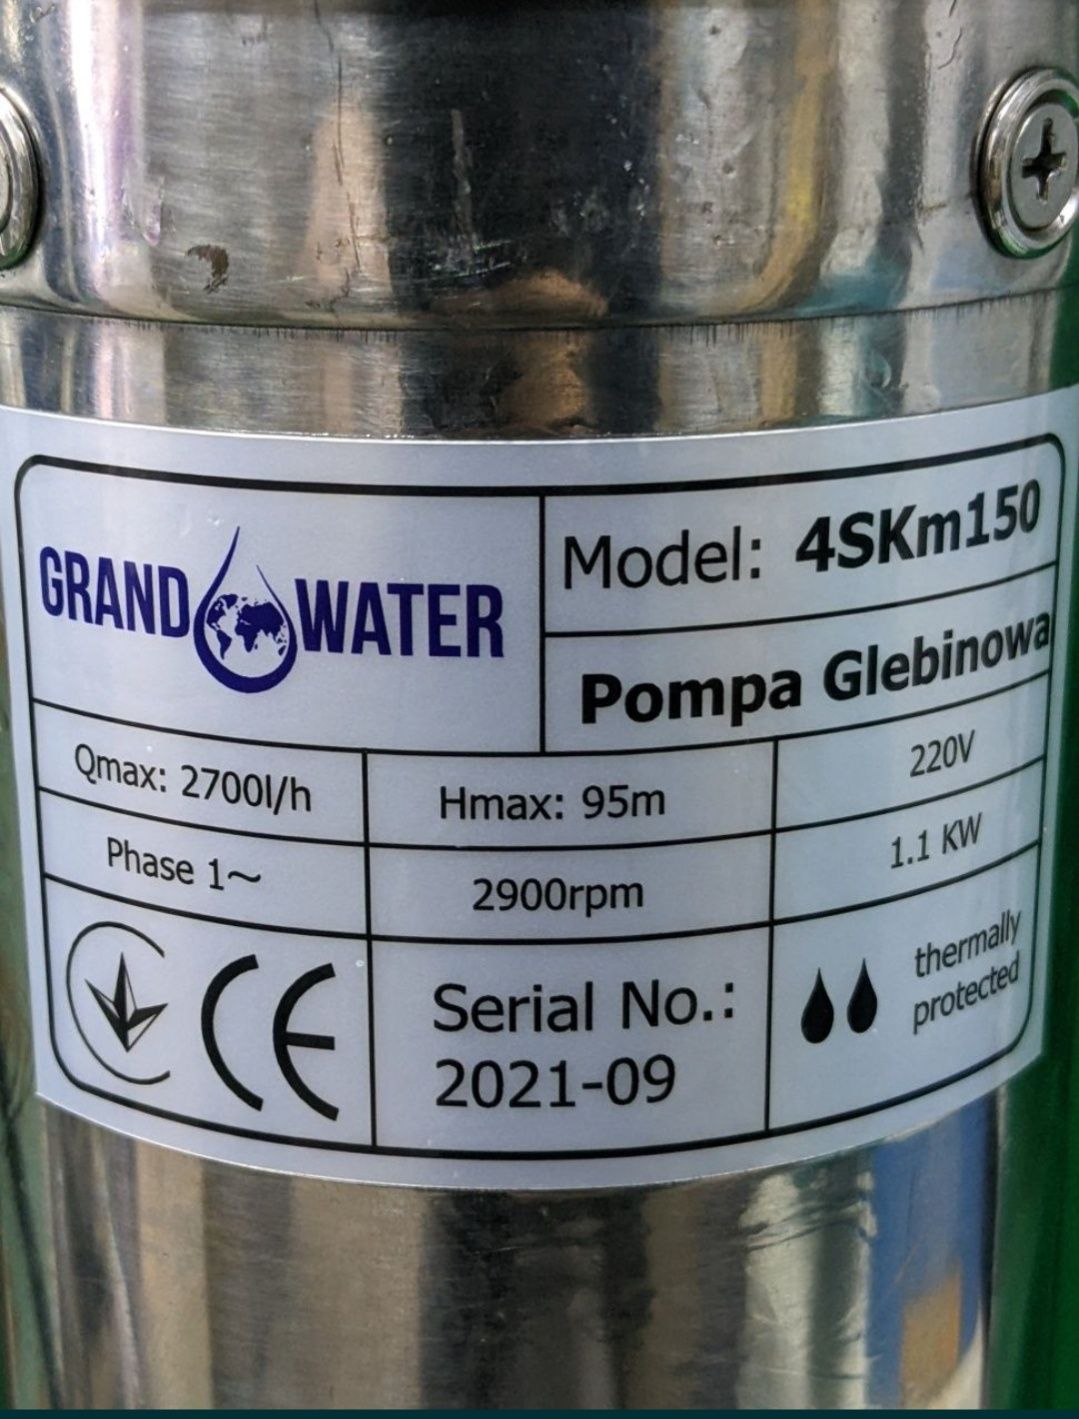 GRAND WATER
Model: 4SKm150
Pompa Glebinowa
Qmax: 2700l/h
Hmax: 95m
220V
Phase 1~
2900rpm
1.1 KW
CE
Serial No.:
2021-09
thermally
protected